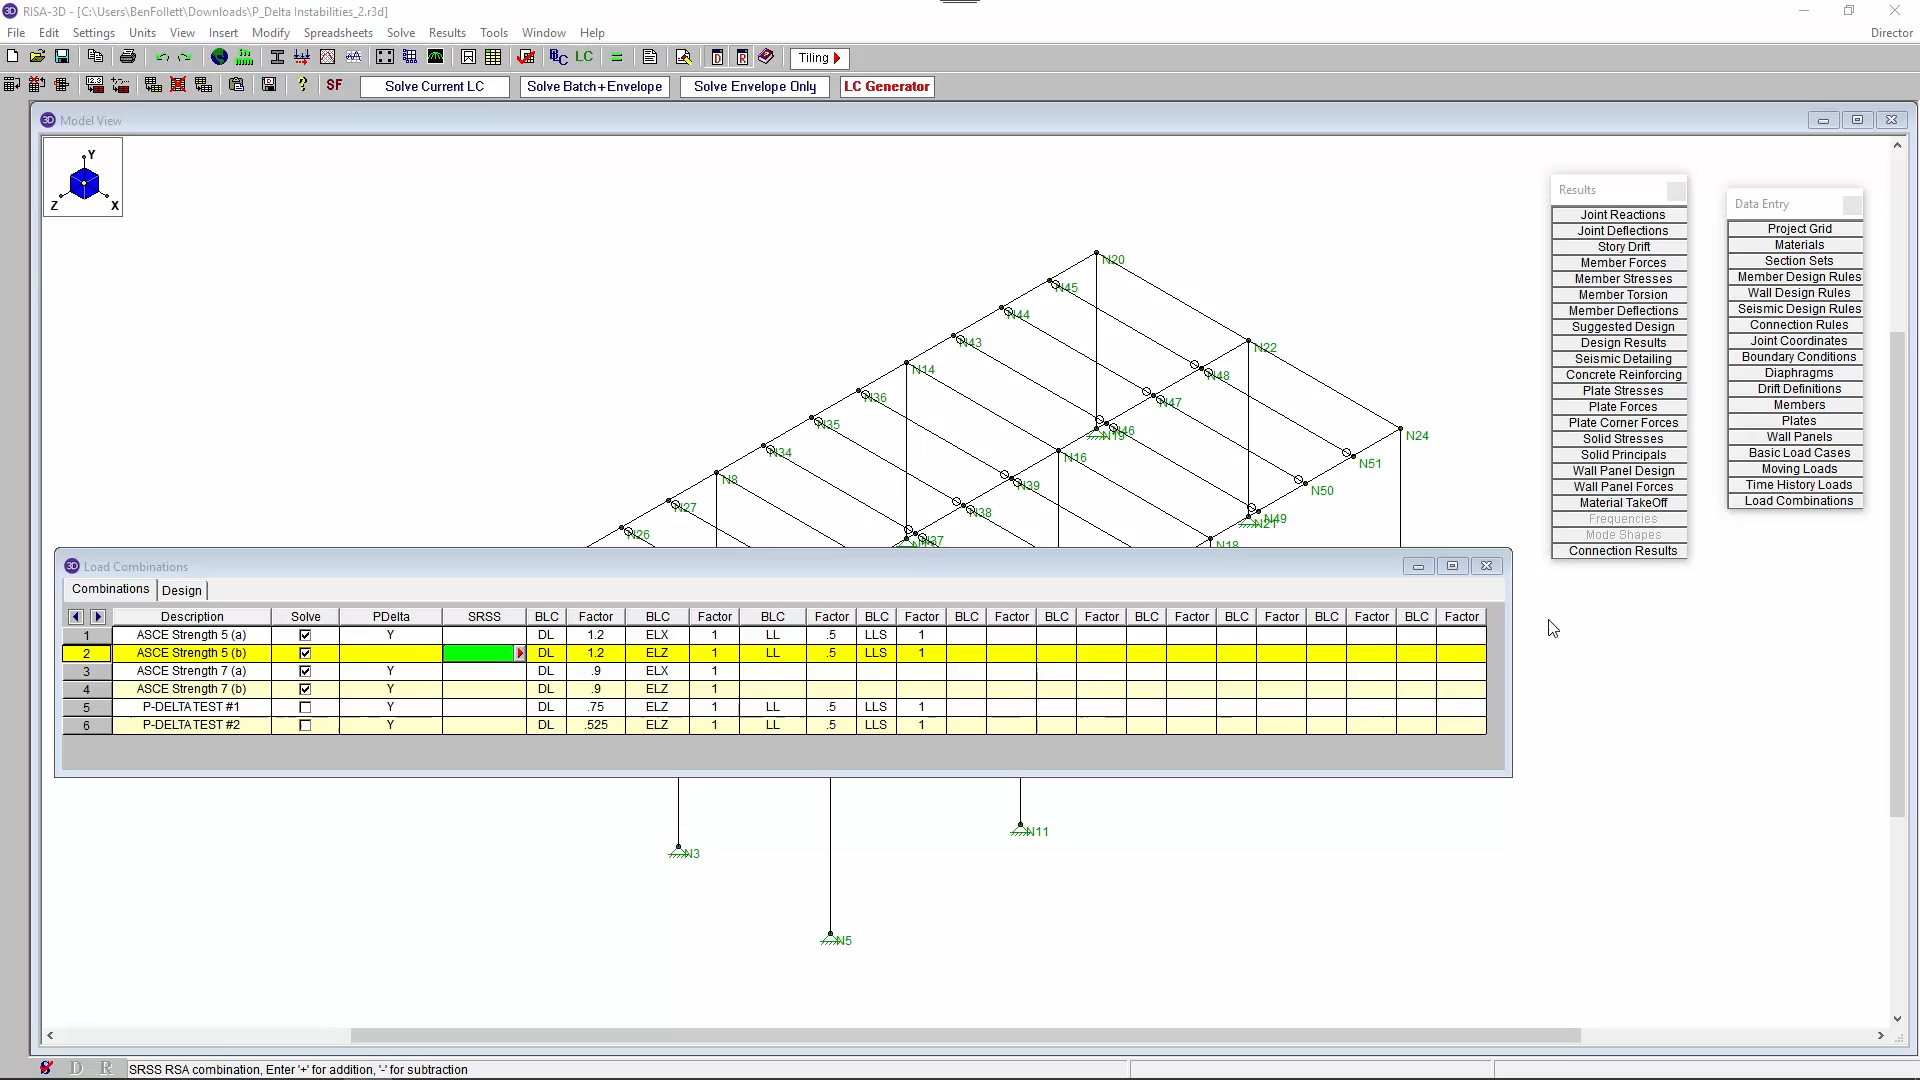 RISA-3D - [C:\Users\BenFollett\Downloads\P_Delta Instabilities_2.r3d]
File Edit Settings Units View Insert Modify Spreadsheets Solve Results Tools Window Help Director
Tiling
SF Solve Current LC Solve Batch+Envelope Solve Envelope Only LC Generator
Model View
Y
Z X
Results
Joint Reactions
Joint Deflections
Story Drift
Member Forces
Member Stresses
Member Torsion
Member Deflections
Suggested Design
Design Results
Seismic Detailing
Concrete Reinforcing
Plate Stresses
Plate Forces
Plate Corner Forces
Solid Stresses
Solid Principals
Wall Panel Design
Wall Panel Forces
Material TakeOff
Frequencies
Mode Shapes
Connection Results
Data Entry
Project Grid
Materials
Section Sets
Member Design Rules
Wall Design Rules
Seismic Design Rules
Connection Rules
Joint Coordinates
Boundary Conditions
Diaphragms
Drift Definitions
Members
Plates
Wall Panels
Basic Load Cases
Moving Loads
Time History Loads
Load Combinations
N20
N45
N44
N43
N22
N14
N48
N36
N47
N35
N46
N19
N24
N34
N16
N51
N8
N39
N50
N27
N38
N49
N21
N26
N37
N18
Load Combinations
Combinations Design
Description Solve PDelta SRSS BLC Factor BLC Factor BLC Factor BLC Factor BLC Factor BLC Factor BLC Factor BLC Factor BLC Factor BLC Factor
1 ASCE Strength 5 (a) Y DL 1.2 ELX 1 LL .5 LLS 1
2 ASCE Strength 5 (b) DL 1.2 ELZ 1 LL .5 LLS 1
3 ASCE Strength 7 (a) Y DL .9 ELX 1
4 ASCE Strength 7 (b) Y DL .9 ELZ 1
5 P-DELTA TEST #1 Y DL .75 ELZ 1 LL .5 LLS 1
6 P-DELTA TEST #2 Y DL .525 ELZ 1 LL .5 LLS 1
N11
N3
N5
D R SRSS RSA combination, Enter '+' for addition, '-' for subtraction